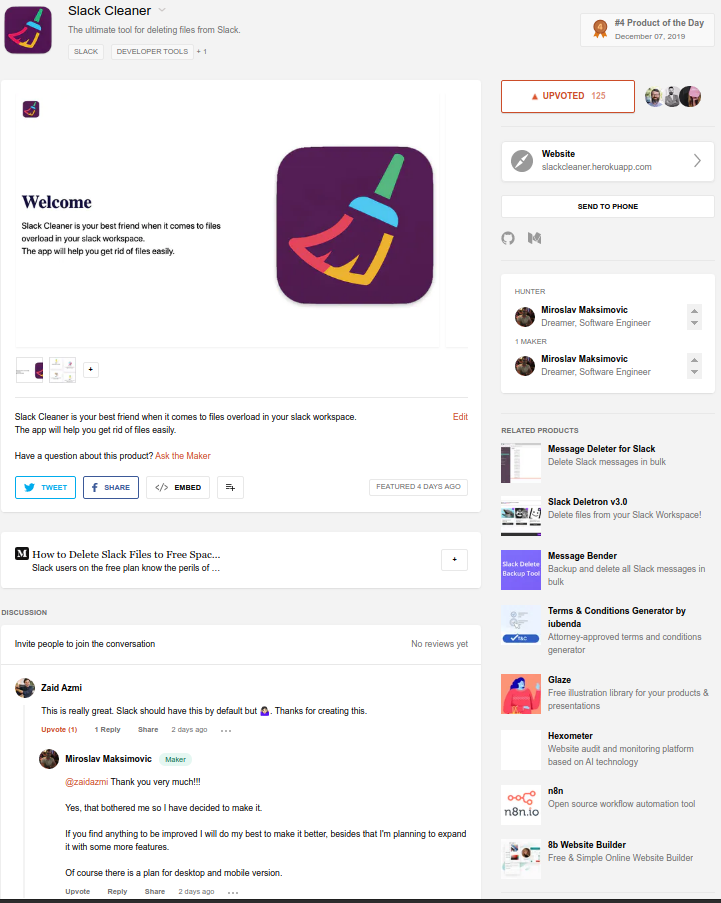 Slack Cleaner
The ultimate tool for deleting files from Slack.
SLACK
DEVELOPER TOOLS
+ 1
4
#4 Product of the Day
December 07, 2019
Welcome
Slack Cleaner is your best friend when it comes to files
overload in your slack workspace.
The app will help you get rid of files easily.
+
Slack Cleaner is your best friend when it comes to files overload in your slack workspace.
Edit
The app will help you get rid of files easily.
Have a question about this product? Ask the Maker
TWEET
SHARE
</> EMBED
FEATURED 4 DAYS AGO
M How to Delete Slack Files to Free Spac...
Slack users on the free plan know the perils of ...
+
DISCUSSION
Invite people to join the conversation
No reviews yet
Zaid Azmi
This is really great. Slack should have this by default but 🤷🏻‍♀️. Thanks for creating this.
Upvote (1) 1 Reply Share 2 days ago ...
Miroslav Maksimovic Maker
@zaidazmi Thank you very much!!!
Yes, that bothered me so I have decided to make it.
If you find anything to be improved I will do my best to make it better, besides that I'm planning to expand
it with some more features.
Of course there is a plan for desktop and mobile version.
Upvote Reply Share 2 days ago ...
▲ UPVOTED 125
Website
slackcleaner.herokuapp.com
SEND TO PHONE
HUNTER
Miroslav Maksimovic
Dreamer, Software Engineer
1 MAKER
Miroslav Maksimovic
Dreamer, Software Engineer
RELATED PRODUCTS
Message Deleter for Slack
Delete Slack messages in bulk
Slack Deletron v3.0
Delete files from your Slack Workspace!
Slack Delete
Backup Tool
Message Bender
Backup and delete all Slack messages in
bulk
T&C
Terms & Conditions Generator by
iubenda
Attorney-approved terms and conditions
generator
Glaze
Free illustration library for your products &
presentations
Hexometer
Website audit and monitoring platform
based on AI technology
n8n.io
n8n
Open source workflow automation tool
8b Website Builder
Free & Simple Online Website Builder